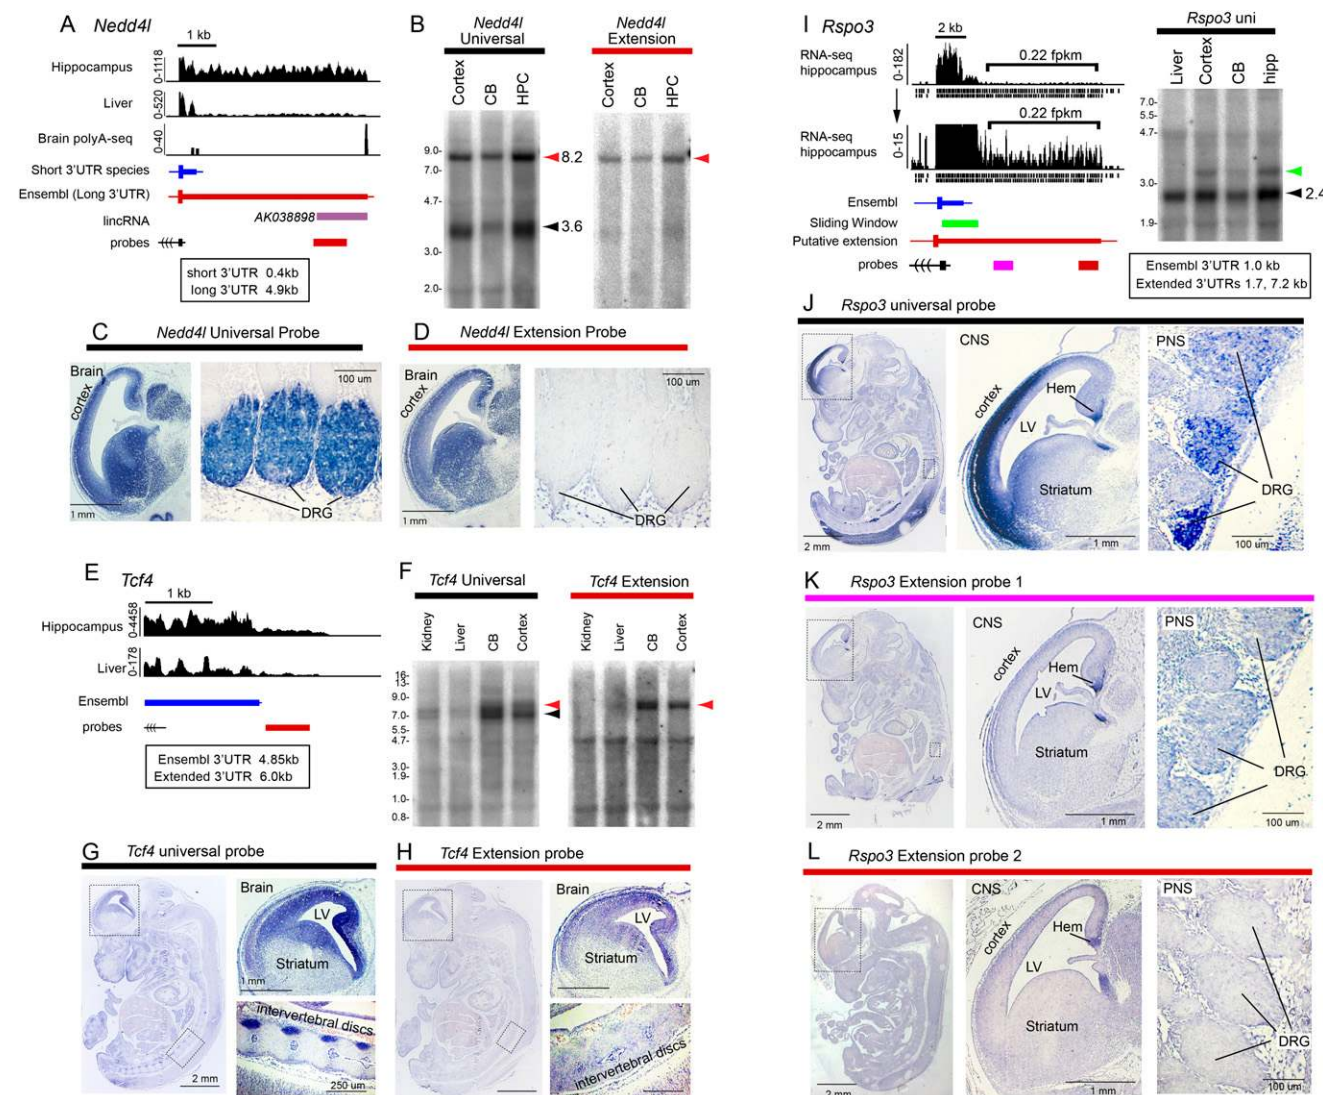 A Nedd4l
1 kb
Hippocampus
0-1118
Liver
0-520
Brain polyA-seq
0-40
Short 3'UTR species
Ensembl (Long 3'UTR)
lincRNA AK038898
probes
short 3'UTR 0.4kb
long 3'UTR 4.9kb
B
Nedd4l
Universal
Nedd4l
Extension
Cortex CB HPC
Cortex CB HPC
9.0-
7.0-
4.7-
3.0-
2.0-
8.2
3.6
C Nedd4l Universal Probe
Brain
cortex
1 mm
100 um
DRG
D Nedd4l Extension Probe
Brain
cortex
1 mm
100 um
DRG
E Tcf4
1 kb
Hippocampus
0-4458
Liver
0-178
Ensembl
probes
Ensembl 3'UTR 4.85kb
Extended 3'UTR 6.0kb
F Tcf4 Universal
Tcf4 Extension
Kidney Liver CB Cortex
Kidney Liver CB Cortex
16-
13-
9.0-
7.0-
5.5-
4.7-
3.0-
1.9-
1.0-
0.8-
G Tcf4 universal probe
2 mm
Brain
LV
Striatum
1 mm
intervertebral discs
250 um
H Tcf4 Extension probe
Brain
LV
Striatum
intervertebral discs
I Rspo3
2 kb
RNA-seq
hippocampus
0-182
0.22 fpkm
RNA-seq
hippocampus
0-15
0.22 fpkm
Ensembl
Sliding Window
Putative extension
probes
Rspo3 uni
Liver Cortex CB hipp
7.0-
5.5-
4.7-
3.0-
1.9-
2.4
Ensembl 3'UTR 1.0 kb
Extended 3'UTRs 1.7, 7.2 kb
J Rspo3 universal probe
2 mm
CNS
cortex
Hem
LV
Striatum
1 mm
PNS
DRG
100 um
K Rspo3 Extension probe 1
2 mm
CNS
cortex
Hem
LV
Striatum
1 mm
PNS
DRG
100 um
L Rspo3 Extension probe 2
2 mm
CNS
cortex
Hem
LV
Striatum
1 mm
PNS
DRG
100 um